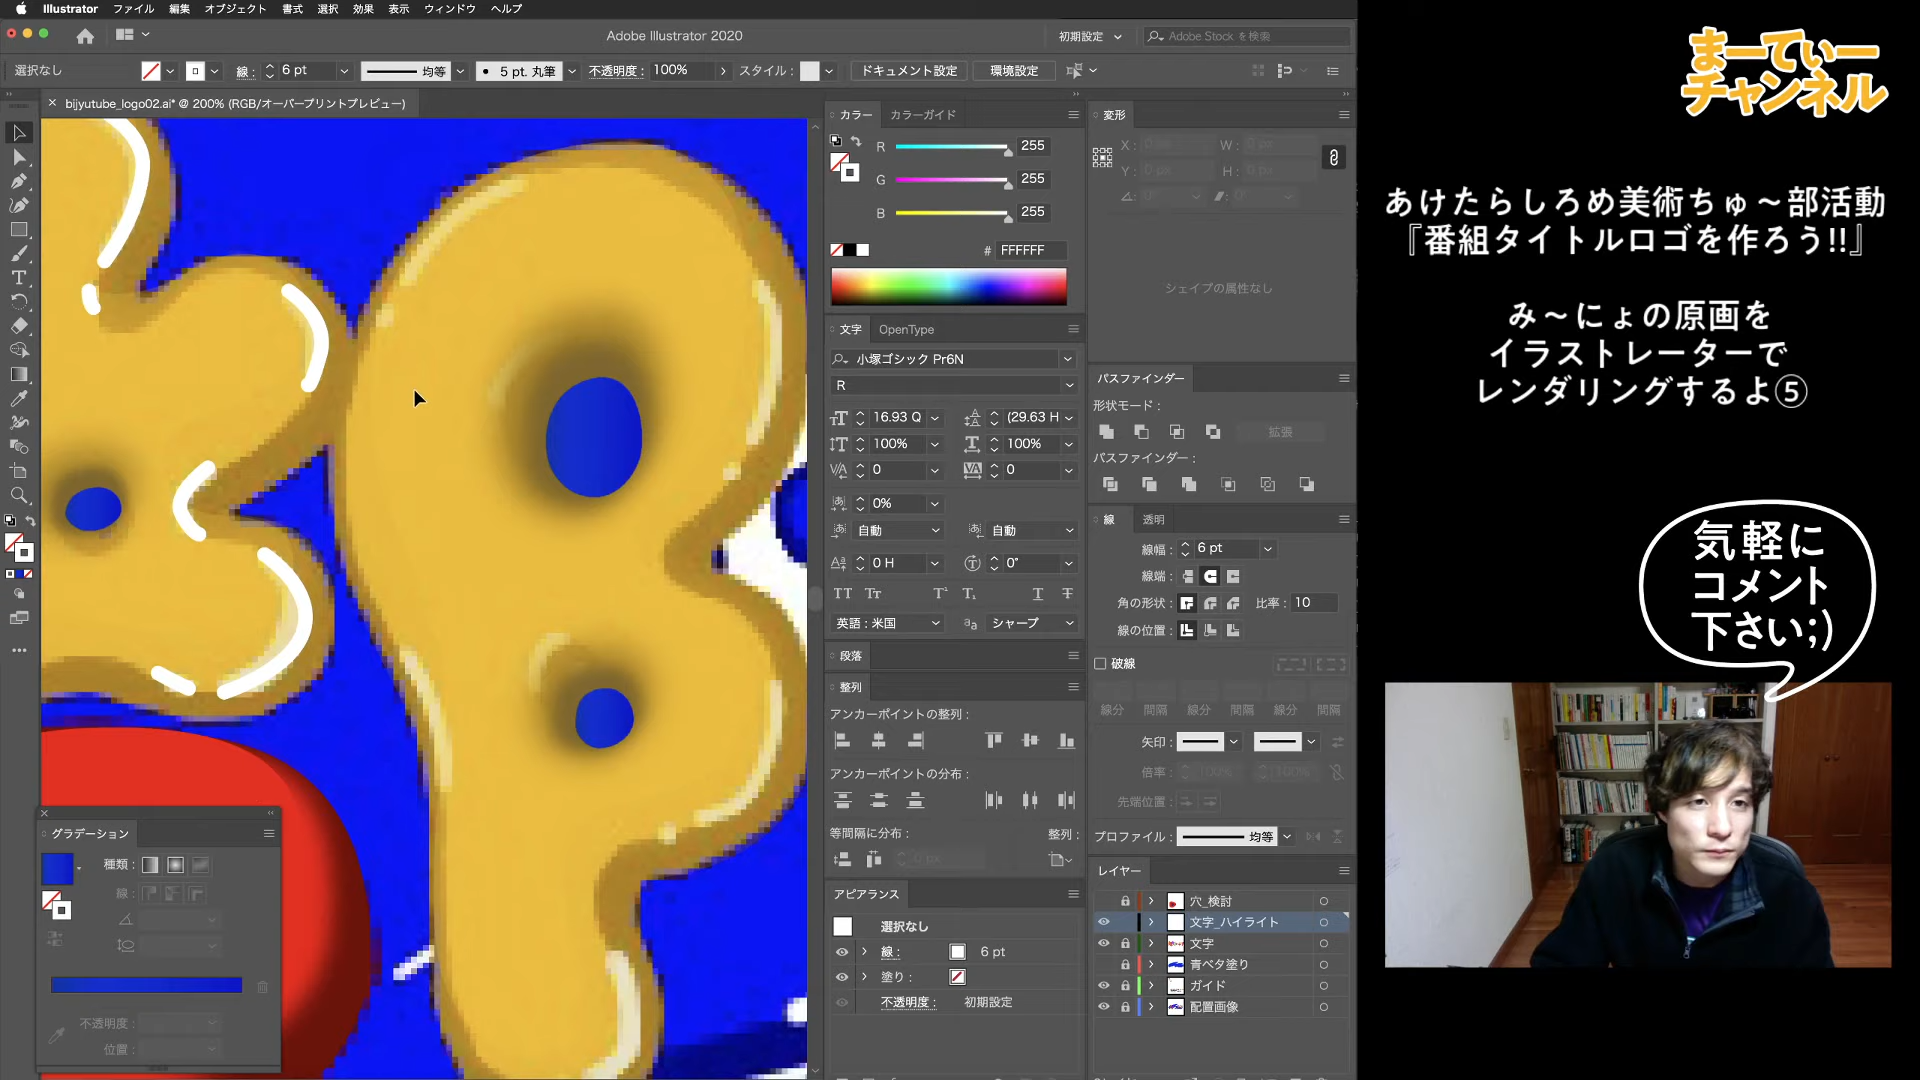 Illustrator ファイル 編集 オブジェクト 書式 選択 効果 表示 ウィンドウ ヘルプ
Adobe Illustrator 2020
初期設定
Adobe Stock を検索
選択なし
線 : 6 pt
均等
5 pt. 丸筆
不透明度 : 100%
スタイル :
ドキュメント設定
環境設定
bijyutube_logo02.ai* @ 200% (RGB/オーバープリントプレビュー)
カラー カラーガイド
R 255
G 255
B 255
# FFFFFF
文字 OpenType
小塚ゴシック Pr6N
R
16.93 Q
(29.63 H
100%
100%
0
0
0%
自動
自動
0 H
0°
英語 : 米国
シャープ
段落
整列
アンカーポイントの整列 :
アンカーポイントの分布 :
等間隔に分布 :
整列 :
0 px
アピアランス
選択なし
線 : 6 pt
塗り :
不透明度 : 初期設定
変形
X : 0 px W : 0 px
Y : 0 px H : 0 px
シェイプの属性なし
パスファインダー
形状モード :
拡張
パスファインダー :
線 透明
線幅 : 6 pt
線端 :
角の形状 : 比率 : 10
線の位置 :
破線
線分 間隔 線分 間隔 線分 間隔
矢印 :
倍率 : 100% 100%
先端位置 :
プロファイル : 均等
レイヤー
穴_検討
文字_ハイライト
文字
青ベタ塗り
ガイド
配置画像
グラデーション
種類 :
線 :
不透明度 :
位置 :
まーてぃー
チャンネル
あけたらしろめ美術ちゅ～部活動
『番組タイトルロゴを作ろう!!』
み～にょの原画を
イラストレーターで
レンダリングするよ⑤
気軽に
コメント
下さい;)